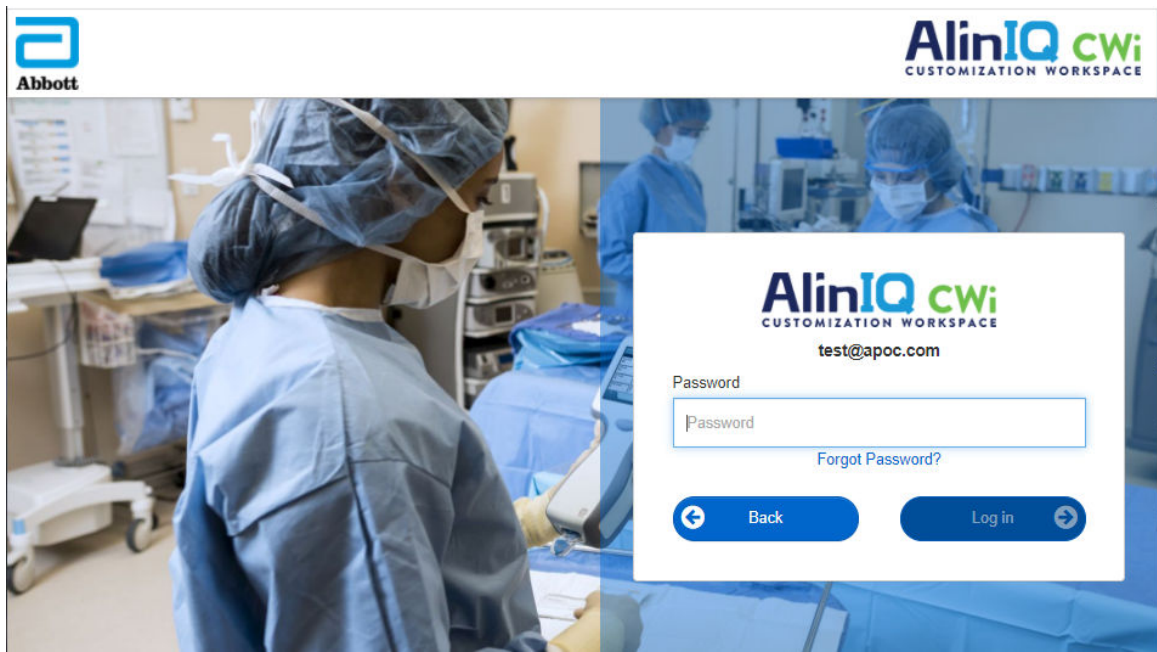 Abbott
AlinIQ CWi
CUSTOMIZATION WORKSPACE
AlinIQ CWi
CUSTOMIZATION WORKSPACE
test@apoc.com
Password
Password
Forgot Password?
Back
Log in